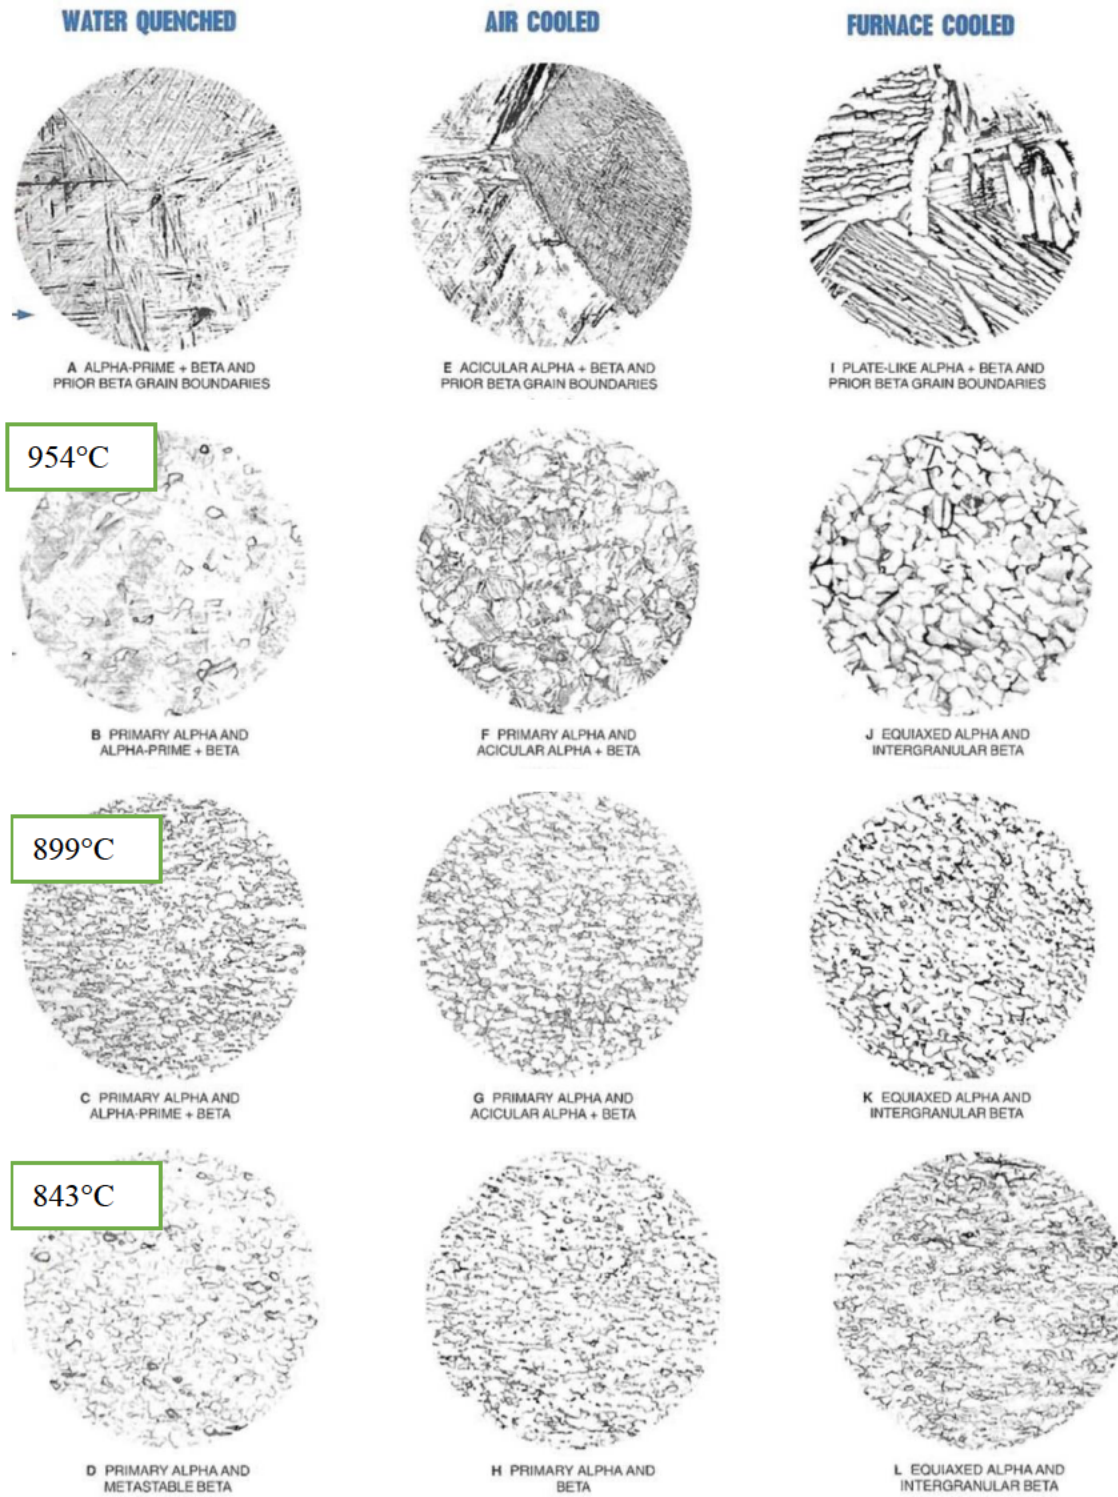 WATER QUENCHED
AIR COOLED
FURNACE COOLED
A ALPHA-PRIME + BETA AND
PRIOR BETA GRAIN BOUNDARIES
E ACICULAR ALPHA + BETA AND
PRIOR BETA GRAIN BOUNDARIES
I PLATE-LIKE ALPHA + BETA AND
PRIOR BETA GRAIN BOUNDARIES
954°C
B PRIMARY ALPHA AND
ALPHA-PRIME + BETA
F PRIMARY ALPHA AND
ACICULAR ALPHA + BETA
J EQUIAXED ALPHA AND
INTERGRANULAR BETA
899°C
C PRIMARY ALPHA AND
ALPHA-PRIME + BETA
G PRIMARY ALPHA AND
ACICULAR ALPHA + BETA
K EQUIAXED ALPHA AND
INTERGRANULAR BETA
843°C
D PRIMARY ALPHA AND
METASTABLE BETA
H PRIMARY ALPHA AND
BETA
L EQUIAXED ALPHA AND
INTERGRANULAR BETA